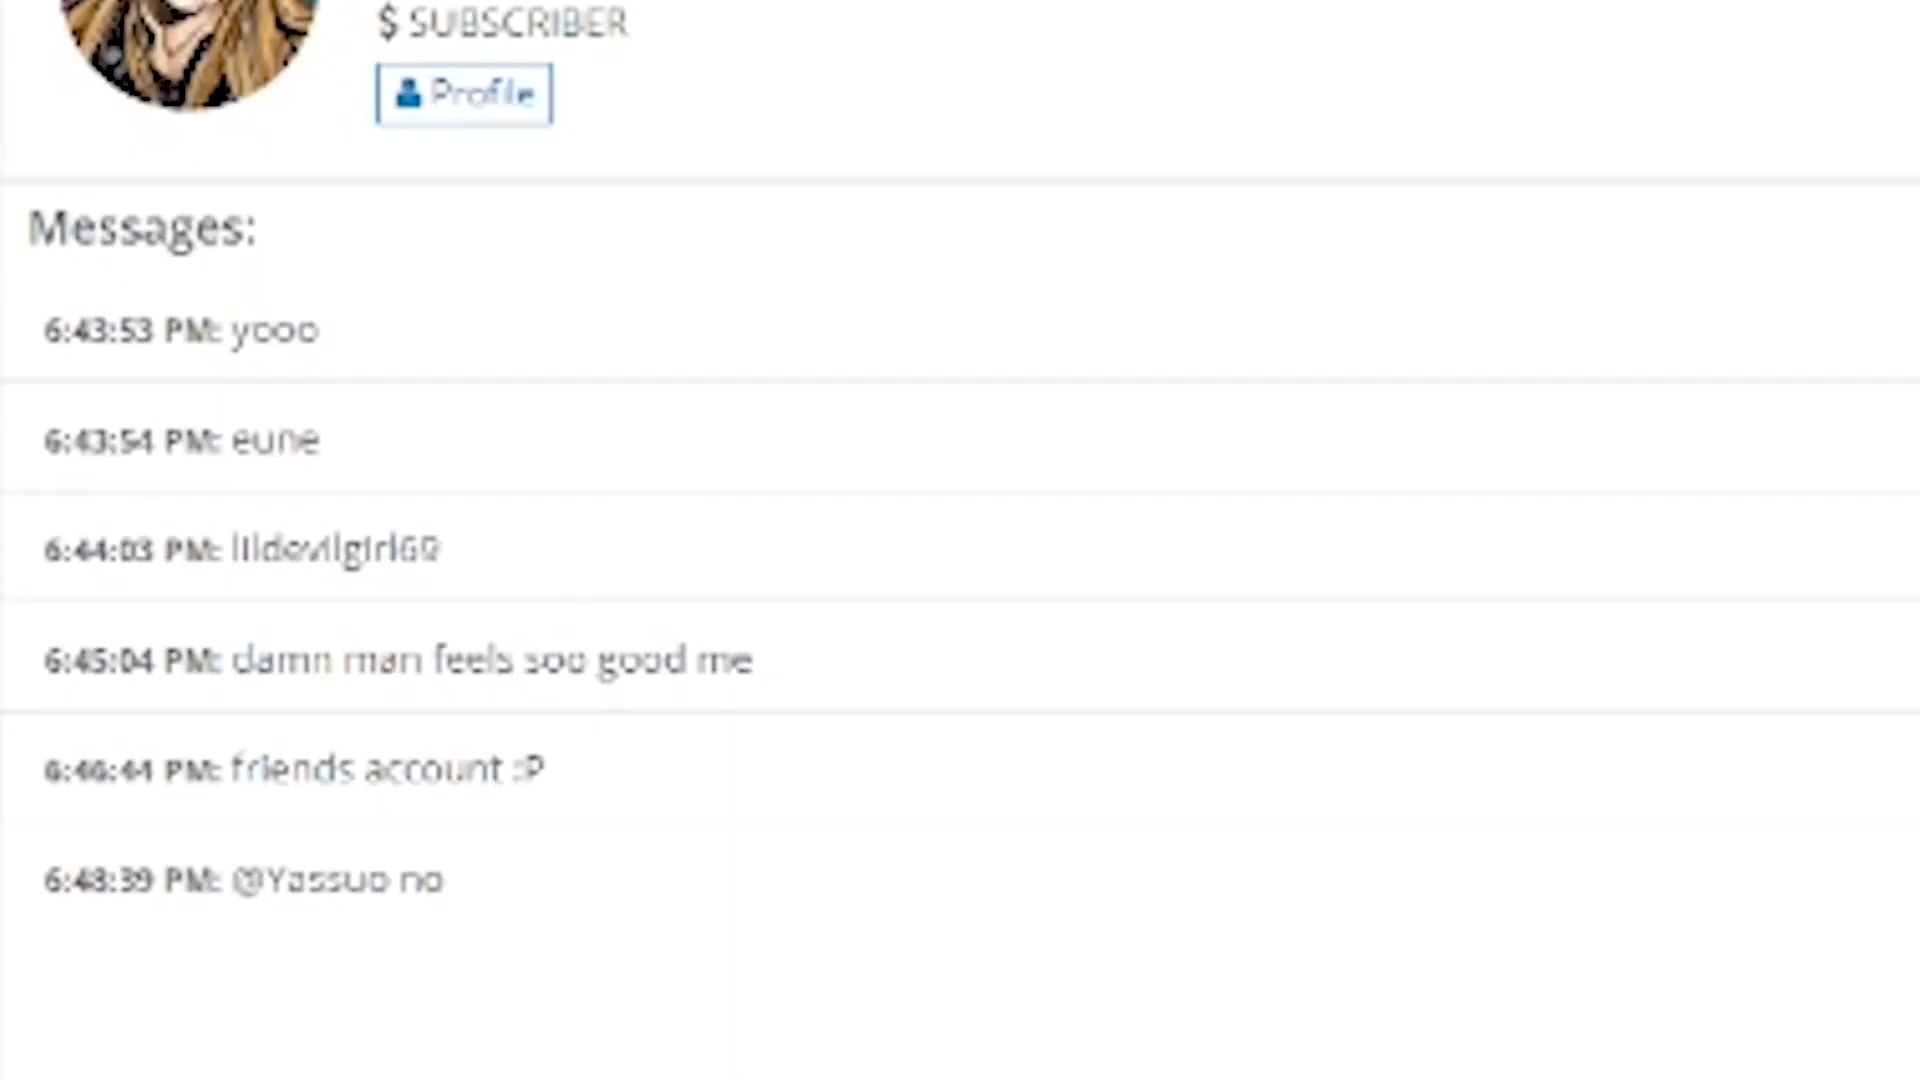 $ SUBSCRIBER
Profile
Messages:
6:43:53 PM: yooo
6:43:54 PM: eune
6:44:03 PM: lildevilgirl69
6:45:04 PM: damn man feels soo good me
6:46:44 PM: friends account :P
6:48:39 PM: @Yassuo no